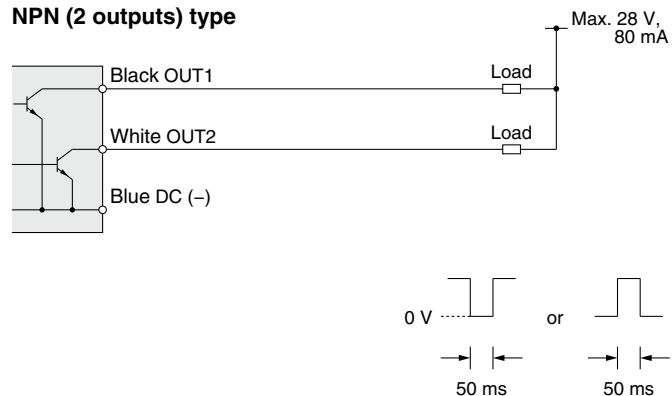 NPN (2 outputs) type
Max. 28 V,
80 mA
Black OUT1
Load
White OUT2
Load
Blue DC (−)
0 V
or
50 ms
50 ms